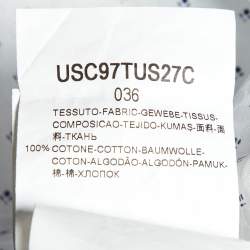 USC97TUS27C
036
TESSUTO-FABRIC-GEWEBE-TISSUS-
COMPOSICAO-TEJIDO-KUMAS-面料-面
料-ТКАНЬ
100% COTONE-COTTON-BAUMWOLLE-
COTON-ALGODÃO-ALGODÓN-PAMUK-
棉-棉-ХЛОПОК